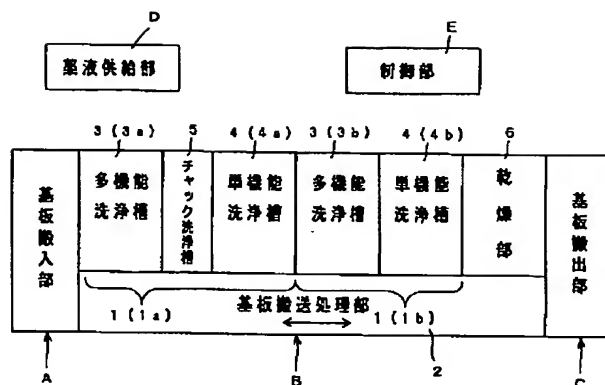 D
E
薬液供給部
制御部
3 (3a)
5
4 (4a)
3 (3b)
4 (4b)
6
基板搬入部
多機能
洗浄槽
チャック洗浄槽
単機能
洗浄槽
多機能
洗浄槽
単機能
洗浄槽
乾燥部
基板搬出部
1 (1a)
基板搬送処理部
1 (1b)
2
A
B
C